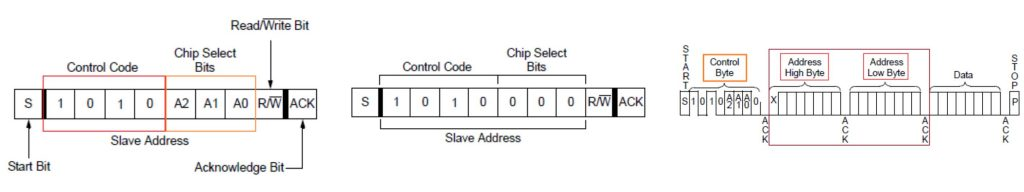 Read/Write Bit
Chip Select
Bits
Control Code
S 1 0 1 0 A2 A1 A0 R/W ACK
Slave Address
Start Bit
Acknowledge Bit
Chip Select
Bits
Control Code
S 1 0 1 0 0 0 0 R/W ACK
Slave Address
START
Control
Byte
Address
High Byte
Address
Low Byte
Data
STOP
S 1 0 1 0 A2 A1 A0 0 X P
ACK
ACK
ACK
ACK